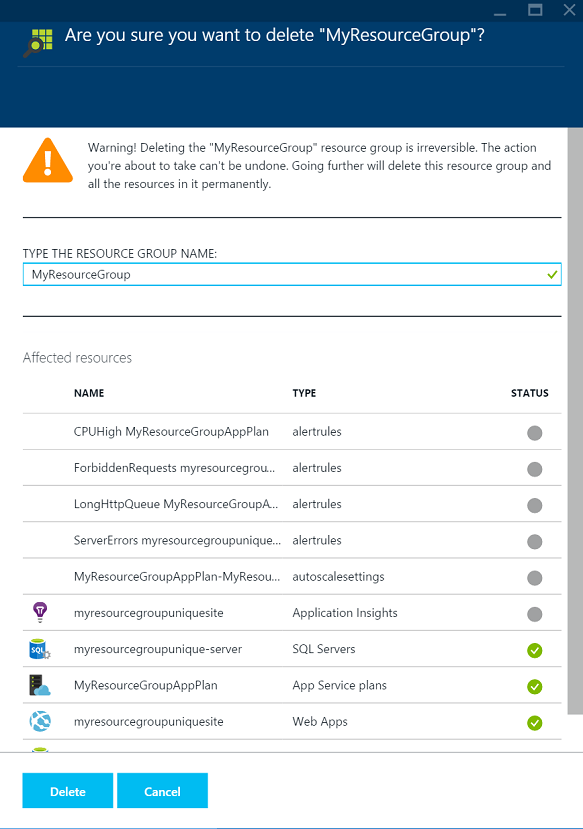 Are you sure you want to delete "MyResourceGroup"?
Warning! Deleting the "MyResourceGroup" resource group is irreversible. The action
you're about to take can't be undone. Going further will delete this resource group and
all the resources in it permanently.
TYPE THE RESOURCE GROUP NAME:
MyResourceGroup
Affected resources
NAME TYPE STATUS
CPUHigh MyResourceGroupAppPlan alertrules
ForbiddenRequests myresourcegrou... alertrules
LongHttpQueue MyResourceGroupA... alertrules
ServerErrors myresourcegroupunique... alertrules
MyResourceGroupAppPlan-MyResou... autoscalesettings
myresourcegroupuniquesite Application Insights
SQL myresourcegroupunique-server SQL Servers
MyResourceGroupAppPlan App Service plans
myresourcegroupuniquesite Web Apps
Delete Cancel